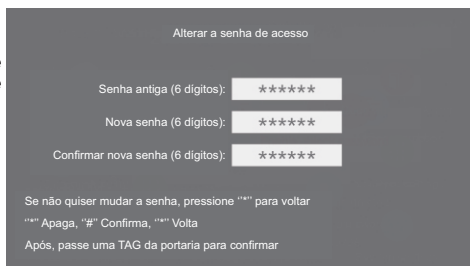 Alterar a senha de acesso
Senha antiga (6 dígitos): ******
Nova senha (6 dígitos): ******
Confirmar nova senha (6 dígitos): ******
Se não quiser mudar a senha, pressione ‘‘*’’ para voltar
‘‘*’’ Apaga, ‘‘#’’ Confirma, ‘‘*’’ Volta
Após, passe uma TAG da portaria para confirmar